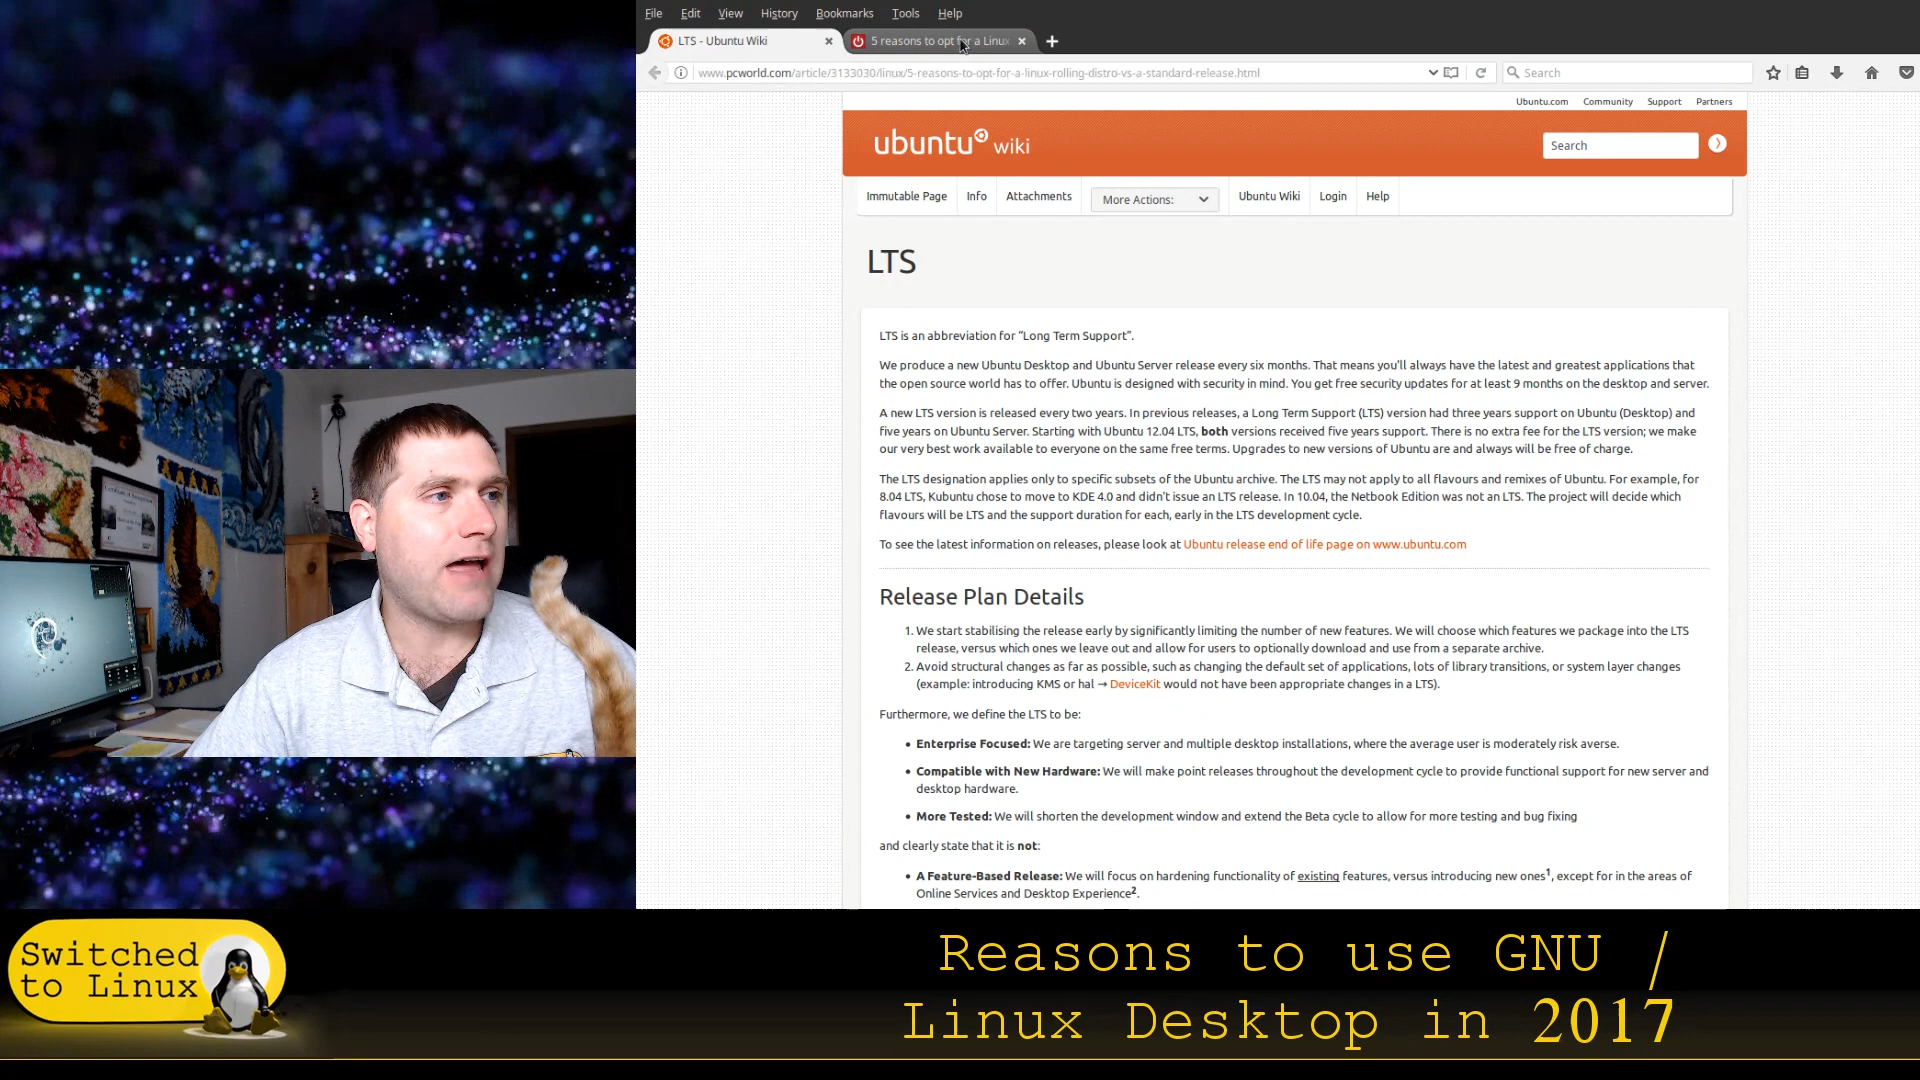 File Edit View History Bookmarks Tools Help
LTS - Ubuntu Wiki
5 reasons to opt for a Linux
www.pcworld.com/article/3133030/linux/5-reasons-to-opt-for-a-linux-rolling-distro-vs-a-standard-release.html
Search
Ubuntu.com Community Support Partners
ubuntu wiki
Search
Immutable Page Info Attachments More Actions: Ubuntu Wiki Login Help
LTS
LTS is an abbreviation for “Long Term Support”.
We produce a new Ubuntu Desktop and Ubuntu Server release every six months. That means you'll always have the latest and greatest applications that
the open source world has to offer. Ubuntu is designed with security in mind. You get free security updates for at least 9 months on the desktop and server.
A new LTS version is released every two years. In previous releases, a Long Term Support (LTS) version had three years support on Ubuntu (Desktop) and
five years on Ubuntu Server. Starting with Ubuntu 12.04 LTS, both versions received five years support. There is no extra fee for the LTS version; we make
our very best work available to everyone on the same free terms. Upgrades to new versions of Ubuntu are and always will be free of charge.
The LTS designation applies only to specific subsets of the Ubuntu archive. The LTS may not apply to all flavours and remixes of Ubuntu. For example, for
8.04 LTS, Kubuntu chose to move to KDE 4.0 and didn't issue an LTS release. In 10.04, the Netbook Edition was not an LTS. The project will decide which
flavours will be LTS and the support duration for each, early in the LTS development cycle.
To see the latest information on releases, please look at Ubuntu release end of life page on www.ubuntu.com
Release Plan Details
1. We start stabilising the release early by significantly limiting the number of new features. We will choose which features we package into the LTS
release, versus which ones we leave out and allow for users to optionally download and use from a separate archive.
2. Avoid structural changes as far as possible, such as changing the default set of applications, lots of library transitions, or system layer changes
(example: introducing KMS or hal → DeviceKit would not have been appropriate changes in a LTS).
Furthermore, we define the LTS to be:
• Enterprise Focused: We are targeting server and multiple desktop installations, where the average user is moderately risk averse.
• Compatible with New Hardware: We will make point releases throughout the development cycle to provide functional support for new server and
desktop hardware.
• More Tested: We will shorten the development window and extend the Beta cycle to allow for more testing and bug fixing
and clearly state that it is not:
• A Feature-Based Release: We will focus on hardening functionality of existing features, versus introducing new ones1, except for in the areas of
Online Services and Desktop Experience2.
Switched
to Linux
Reasons to use GNU /
Linux Desktop in 2017